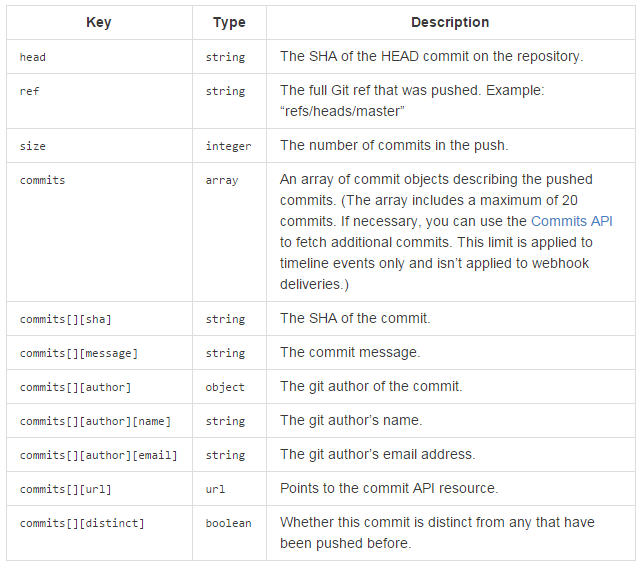 Key Type Description
head string The SHA of the HEAD commit on the repository.
ref string The full Git ref that was pushed. Example:
“refs/heads/master”
size integer The number of commits in the push.
commits array An array of commit objects describing the pushed
commits. (The array includes a maximum of 20
commits. If necessary, you can use the Commits API
to fetch additional commits. This limit is applied to
timeline events only and isn’t applied to webhook
deliveries.)
commits[][sha] string The SHA of the commit.
commits[][message] string The commit message.
commits[][author] object The git author of the commit.
commits[][author][name] string The git author’s name.
commits[][author][email] string The git author’s email address.
commits[][url] url Points to the commit API resource.
commits[][distinct] boolean Whether this commit is distinct from any that have
been pushed before.